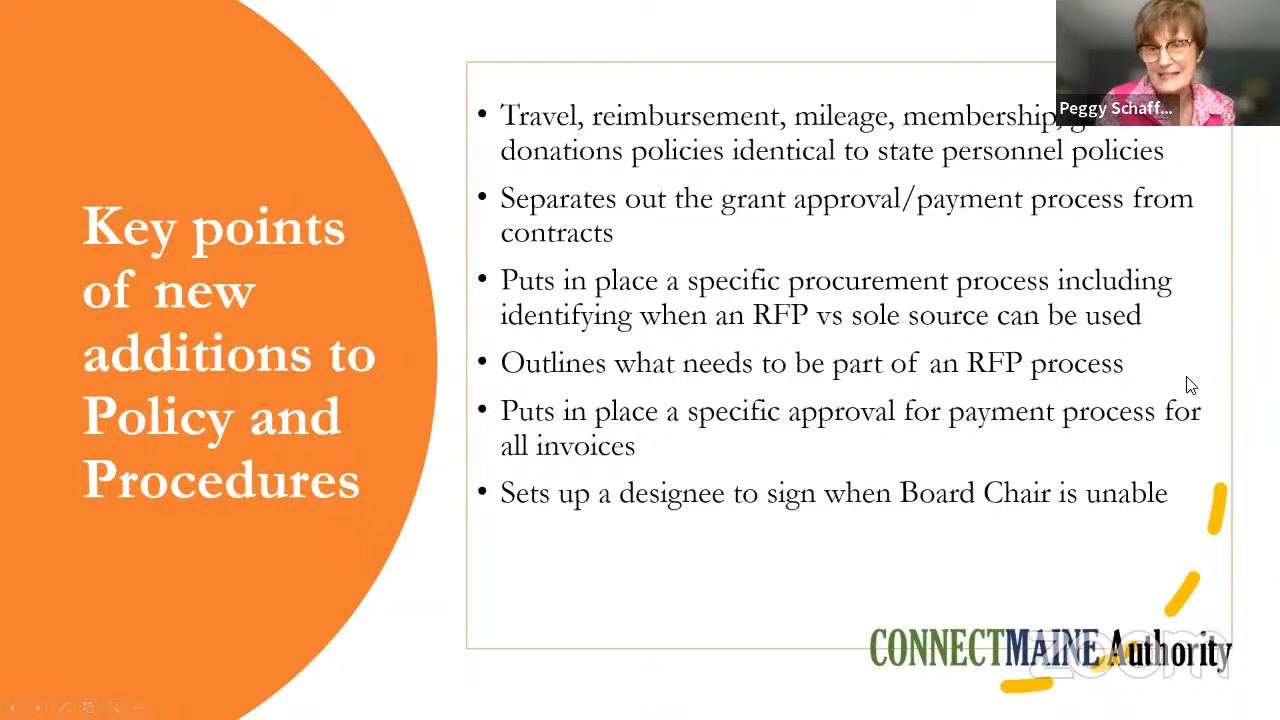 Peggy Schaff...
Key points
of new
additions to
Policy and
Procedures
• Travel, reimbursement, mileage, membership,
donations policies identical to state personnel policies
• Separates out the grant approval/payment process from
contracts
• Puts in place a specific procurement process including
identifying when an RFP vs sole source can be used
• Outlines what needs to be part of an RFP process
• Puts in place a specific approval for payment process for
all invoices
• Sets up a designee to sign when Board Chair is unable
CONNECTMAINE Authority
zoom